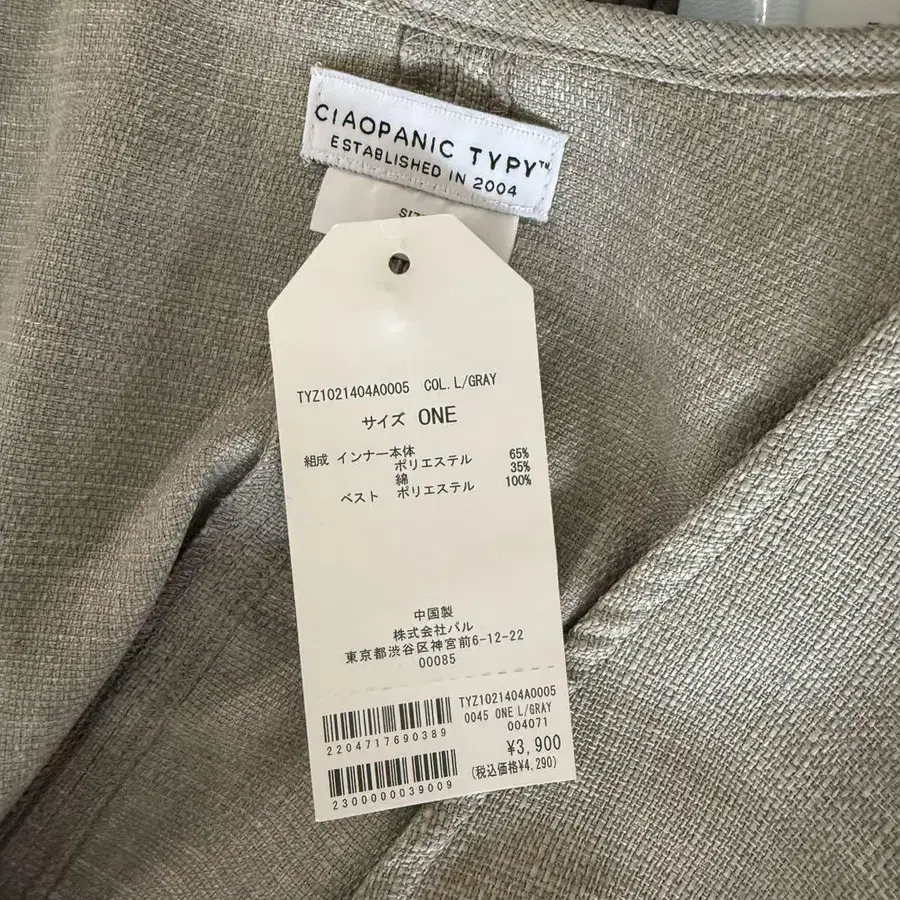 CIAOPANIC TYPY™
ESTABLISHED IN 2004
TYZ1021404A0005 COL. L/GRAY
サイズ ONE
組成 インナー本体
ポリエステル 65%
綿 35%
ベスト ポリエステル 100%
中国製
株式会社パル
東京都渋谷区神宮前6-12-22
00085
TYZ1021404A0005
0045 ONE L/GRAY
004071
2204717690389
¥3,900
(税込価格¥4,290)
2300000039009